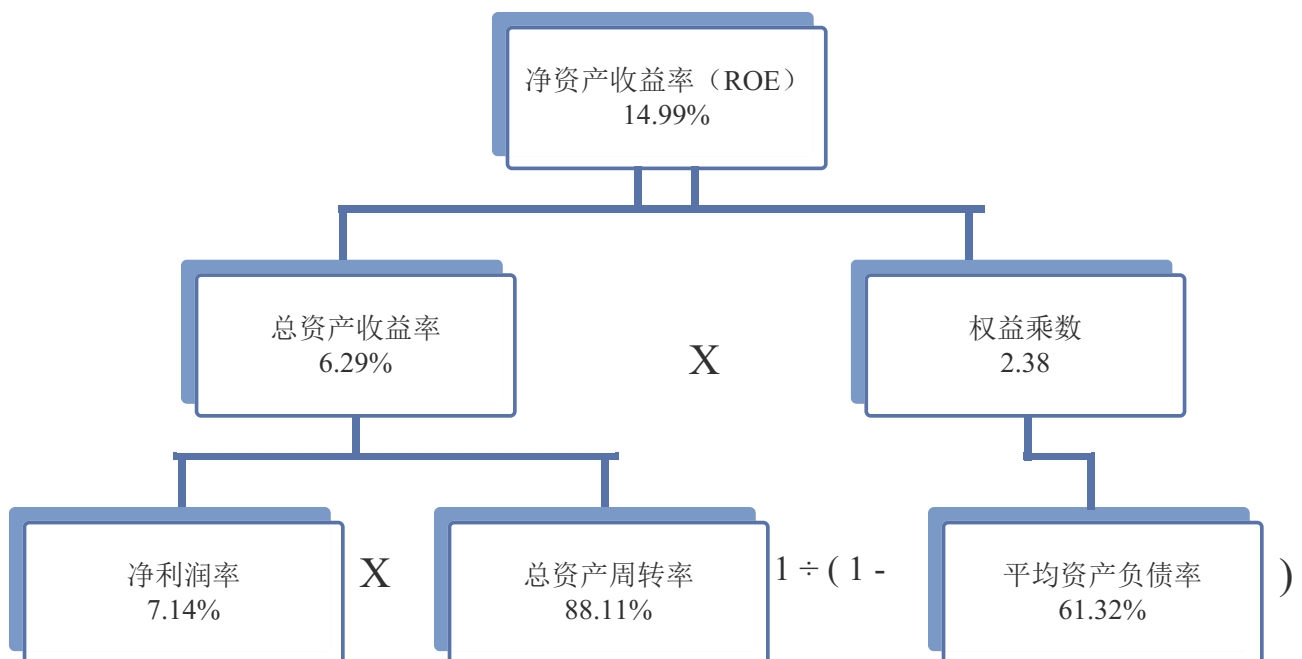 净资产收益率（ROE）
14.99%
总资产收益率
6.29%
X
权益乘数
2.38
净利润率
7.14%
X
总资产周转率
88.11%
1 ÷ ( 1 -
平均资产负债率
61.32%
)